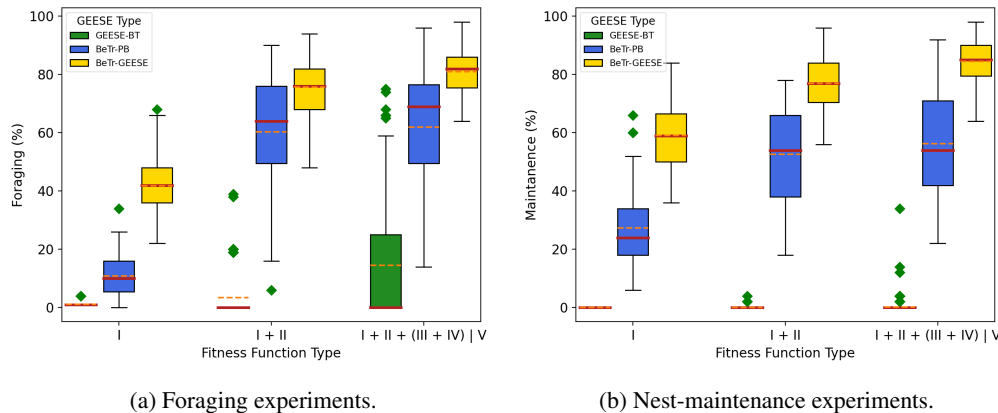 GEESE Type
GEESE-BT
BeTr-PB
BeTr-GEESE
100
80
60
40
20
0
Foraging (%)
I
I + II
I + II + (III + IV) | V
Fitness Function Type
(a) Foraging experiments.
GEESE Type
GEESE-BT
BeTr-PB
BeTr-GEESE
100
80
60
40
20
0
Maintanence (%)
I
I + II
I + II + (III + IV) | V
Fitness Function Type
(b) Nest-maintenance experiments.